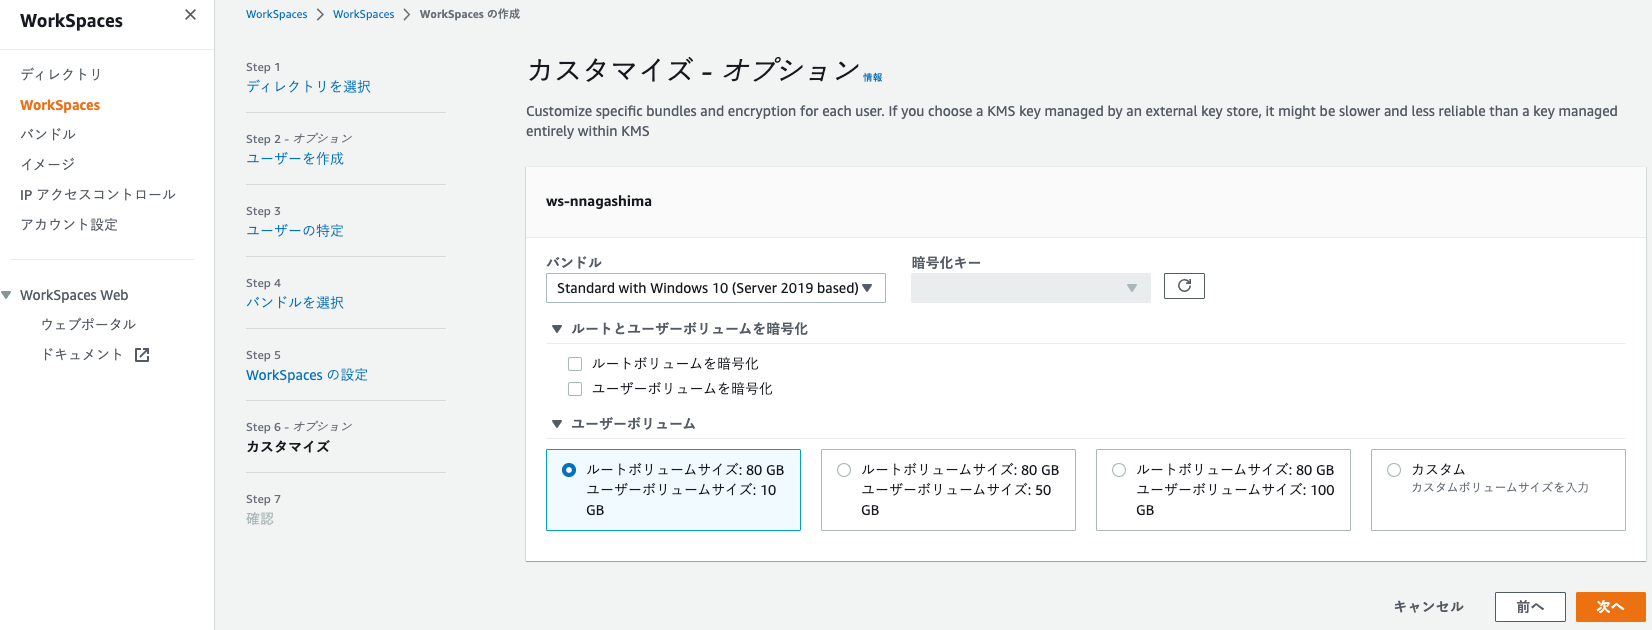 WorkSpaces
ディレクトリ
WorkSpaces
バンドル
イメージ
IP アクセスコントロール
アカウント設定
WorkSpaces Web
ウェブポータル
ドキュメント
WorkSpaces
WorkSpaces
WorkSpaces の作成
Step 1
ディレクトリを選択
Step 2 - オプション
ユーザーを作成
Step 3
ユーザーの特定
Step 4
バンドルを選択
Step 5
WorkSpaces の設定
Step 6 - オプション
カスタマイズ
Step 7
確認
カスタマイズ - オプション 情報
Customize specific bundles and encryption for each user. If you choose a KMS key managed by an external key store, it might be slower and less reliable than a key managed
entirely within KMS
ws-nnagashima
バンドル
Standard with Windows 10 (Server 2019 based)
暗号化キー
ルートとユーザーボリュームを暗号化
ルートボリュームを暗号化
ユーザーボリュームを暗号化
ユーザーボリューム
ルートボリュームサイズ: 80 GB
ユーザーボリュームサイズ: 10
GB
ルートボリュームサイズ: 80 GB
ユーザーボリュームサイズ: 50
GB
ルートボリュームサイズ: 80 GB
ユーザーボリュームサイズ: 100
GB
カスタム
カスタムボリュームサイズを入力
キャンセル
前へ
次へ